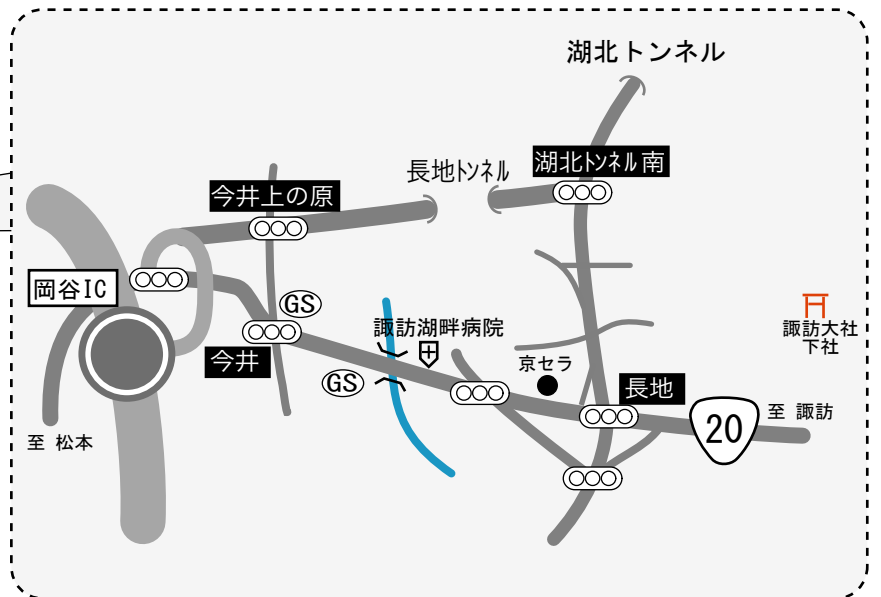 湖北トンネル
長地トンネル
湖北トンネル南
今井上の原
岡谷IC
GS
諏訪湖畔病院
今井
GS
京セラ
長地
諏訪大社
下社
20
至 諏訪
至 松本